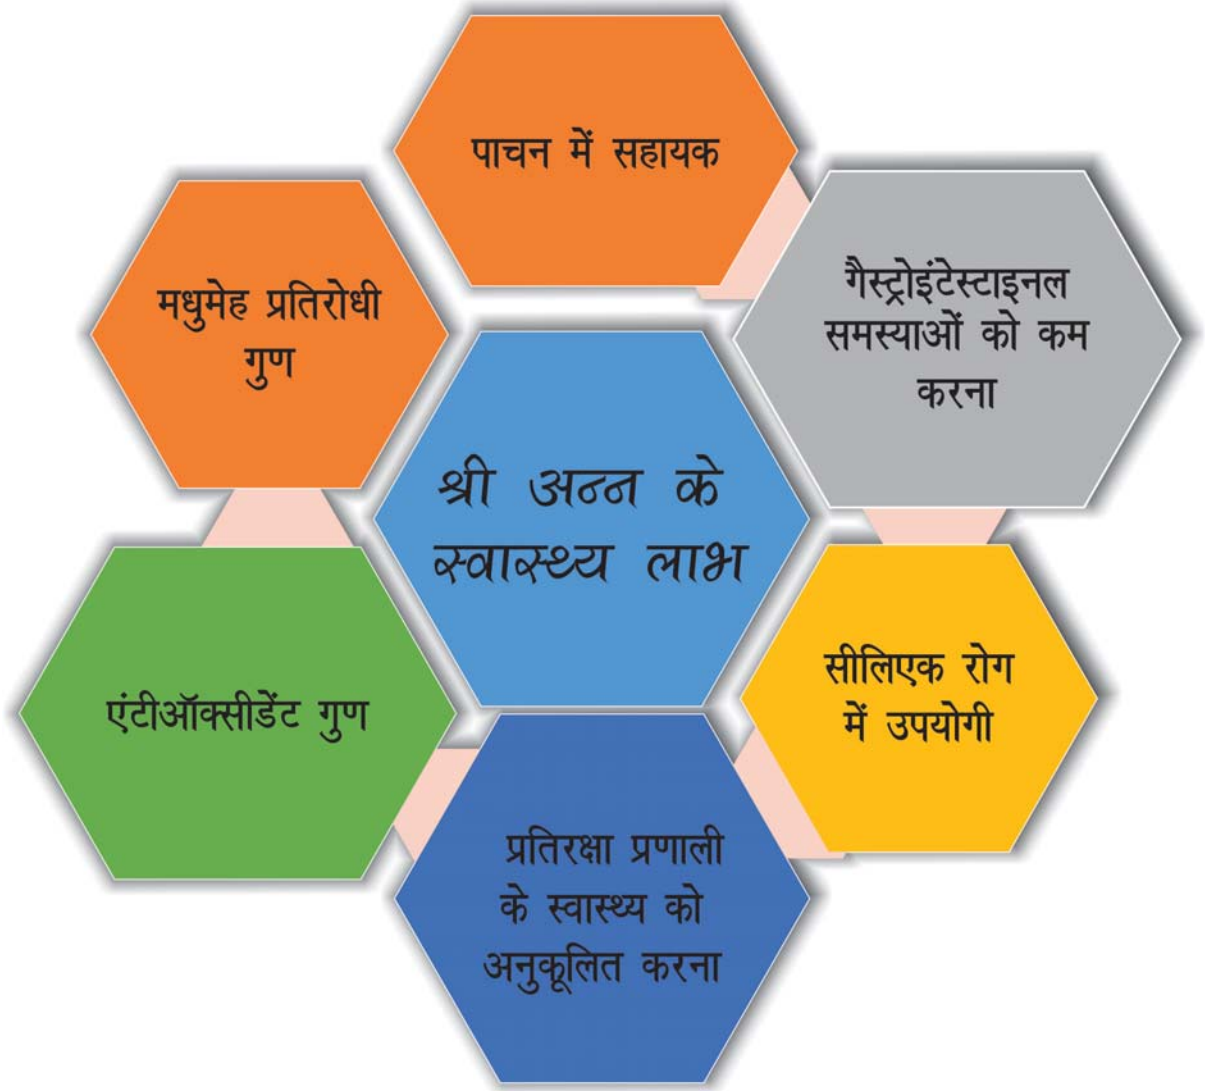 पाचन में सहायक
मधुमेह प्रतिरोधी
गुण
गैस्ट्रोइंटेस्टाइनल
समस्याओं को कम
करना
श्री अन्न के
स्वास्थ्य लाभ
एंटीऑक्सीडेंट गुण
सीलिएक रोग
में उपयोगी
प्रतिरक्षा प्रणाली
के स्वास्थ्य को
अनुकूलित करना